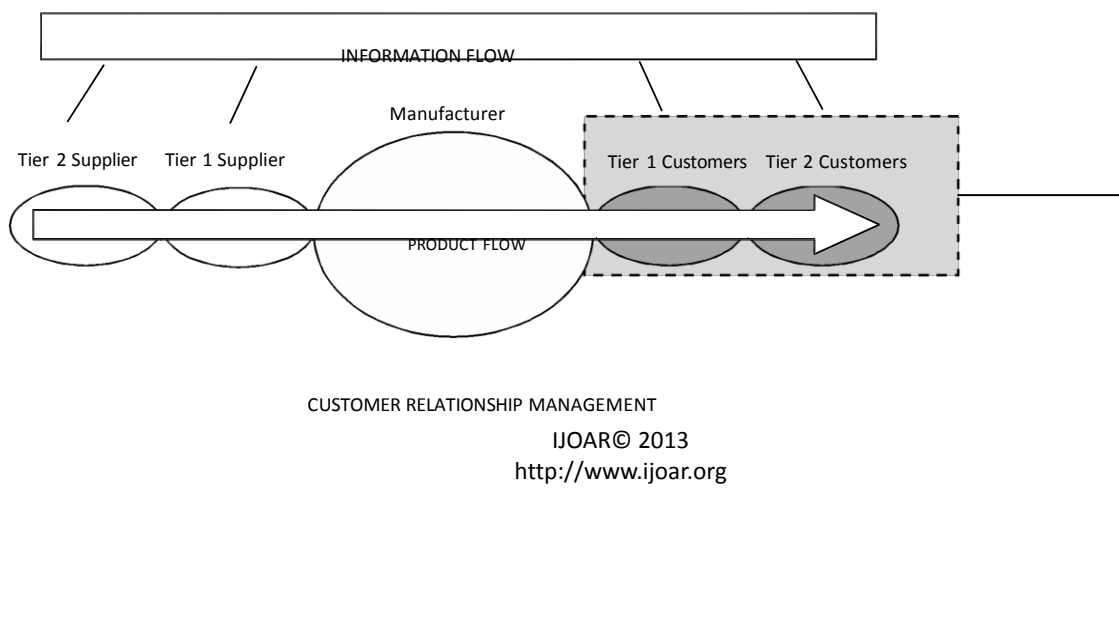 INFORMATION FLOW
Manufacturer
Tier 2 Supplier Tier 1 Supplier Tier 1 Customers Tier 2 Customers
PRODUCT FLOW
CUSTOMER RELATIONSHIP MANAGEMENT
IJOAR© 2013
http://www.ijoar.org